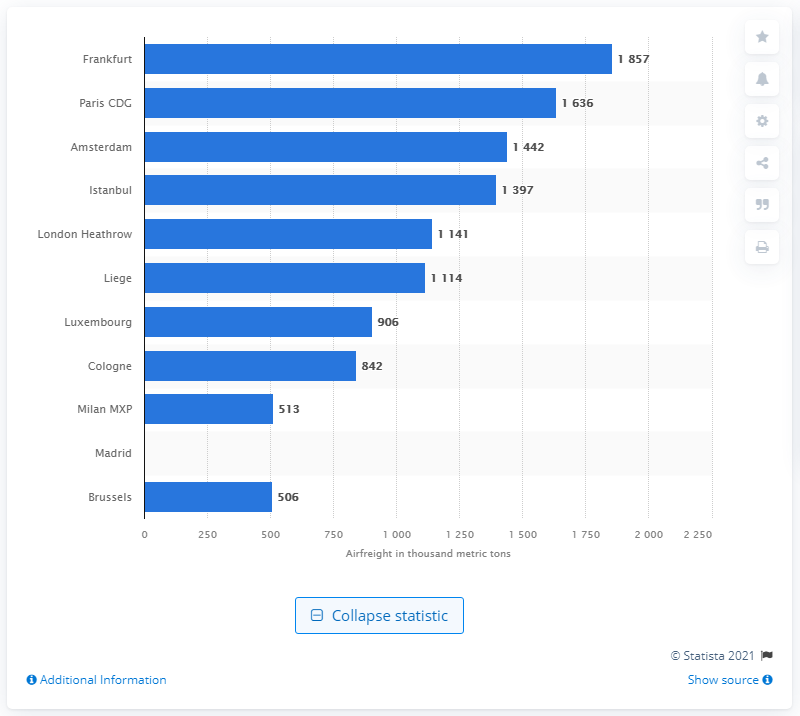 Frankfurt 1 857
Paris CDG 1 636
Amsterdam 1 442
Istanbul 1 397
London Heathrow 1 141
Liege 1 114
Luxembourg 906
Cologne 842
Milan MXP 513
Madrid
Brussels 506
0 250 500 750 1 000 1 250 1 500 1 750 2 000 2 250
Airfreight in thousand metric tons
Collapse statistic
© Statista 2021
Additional Information Show source